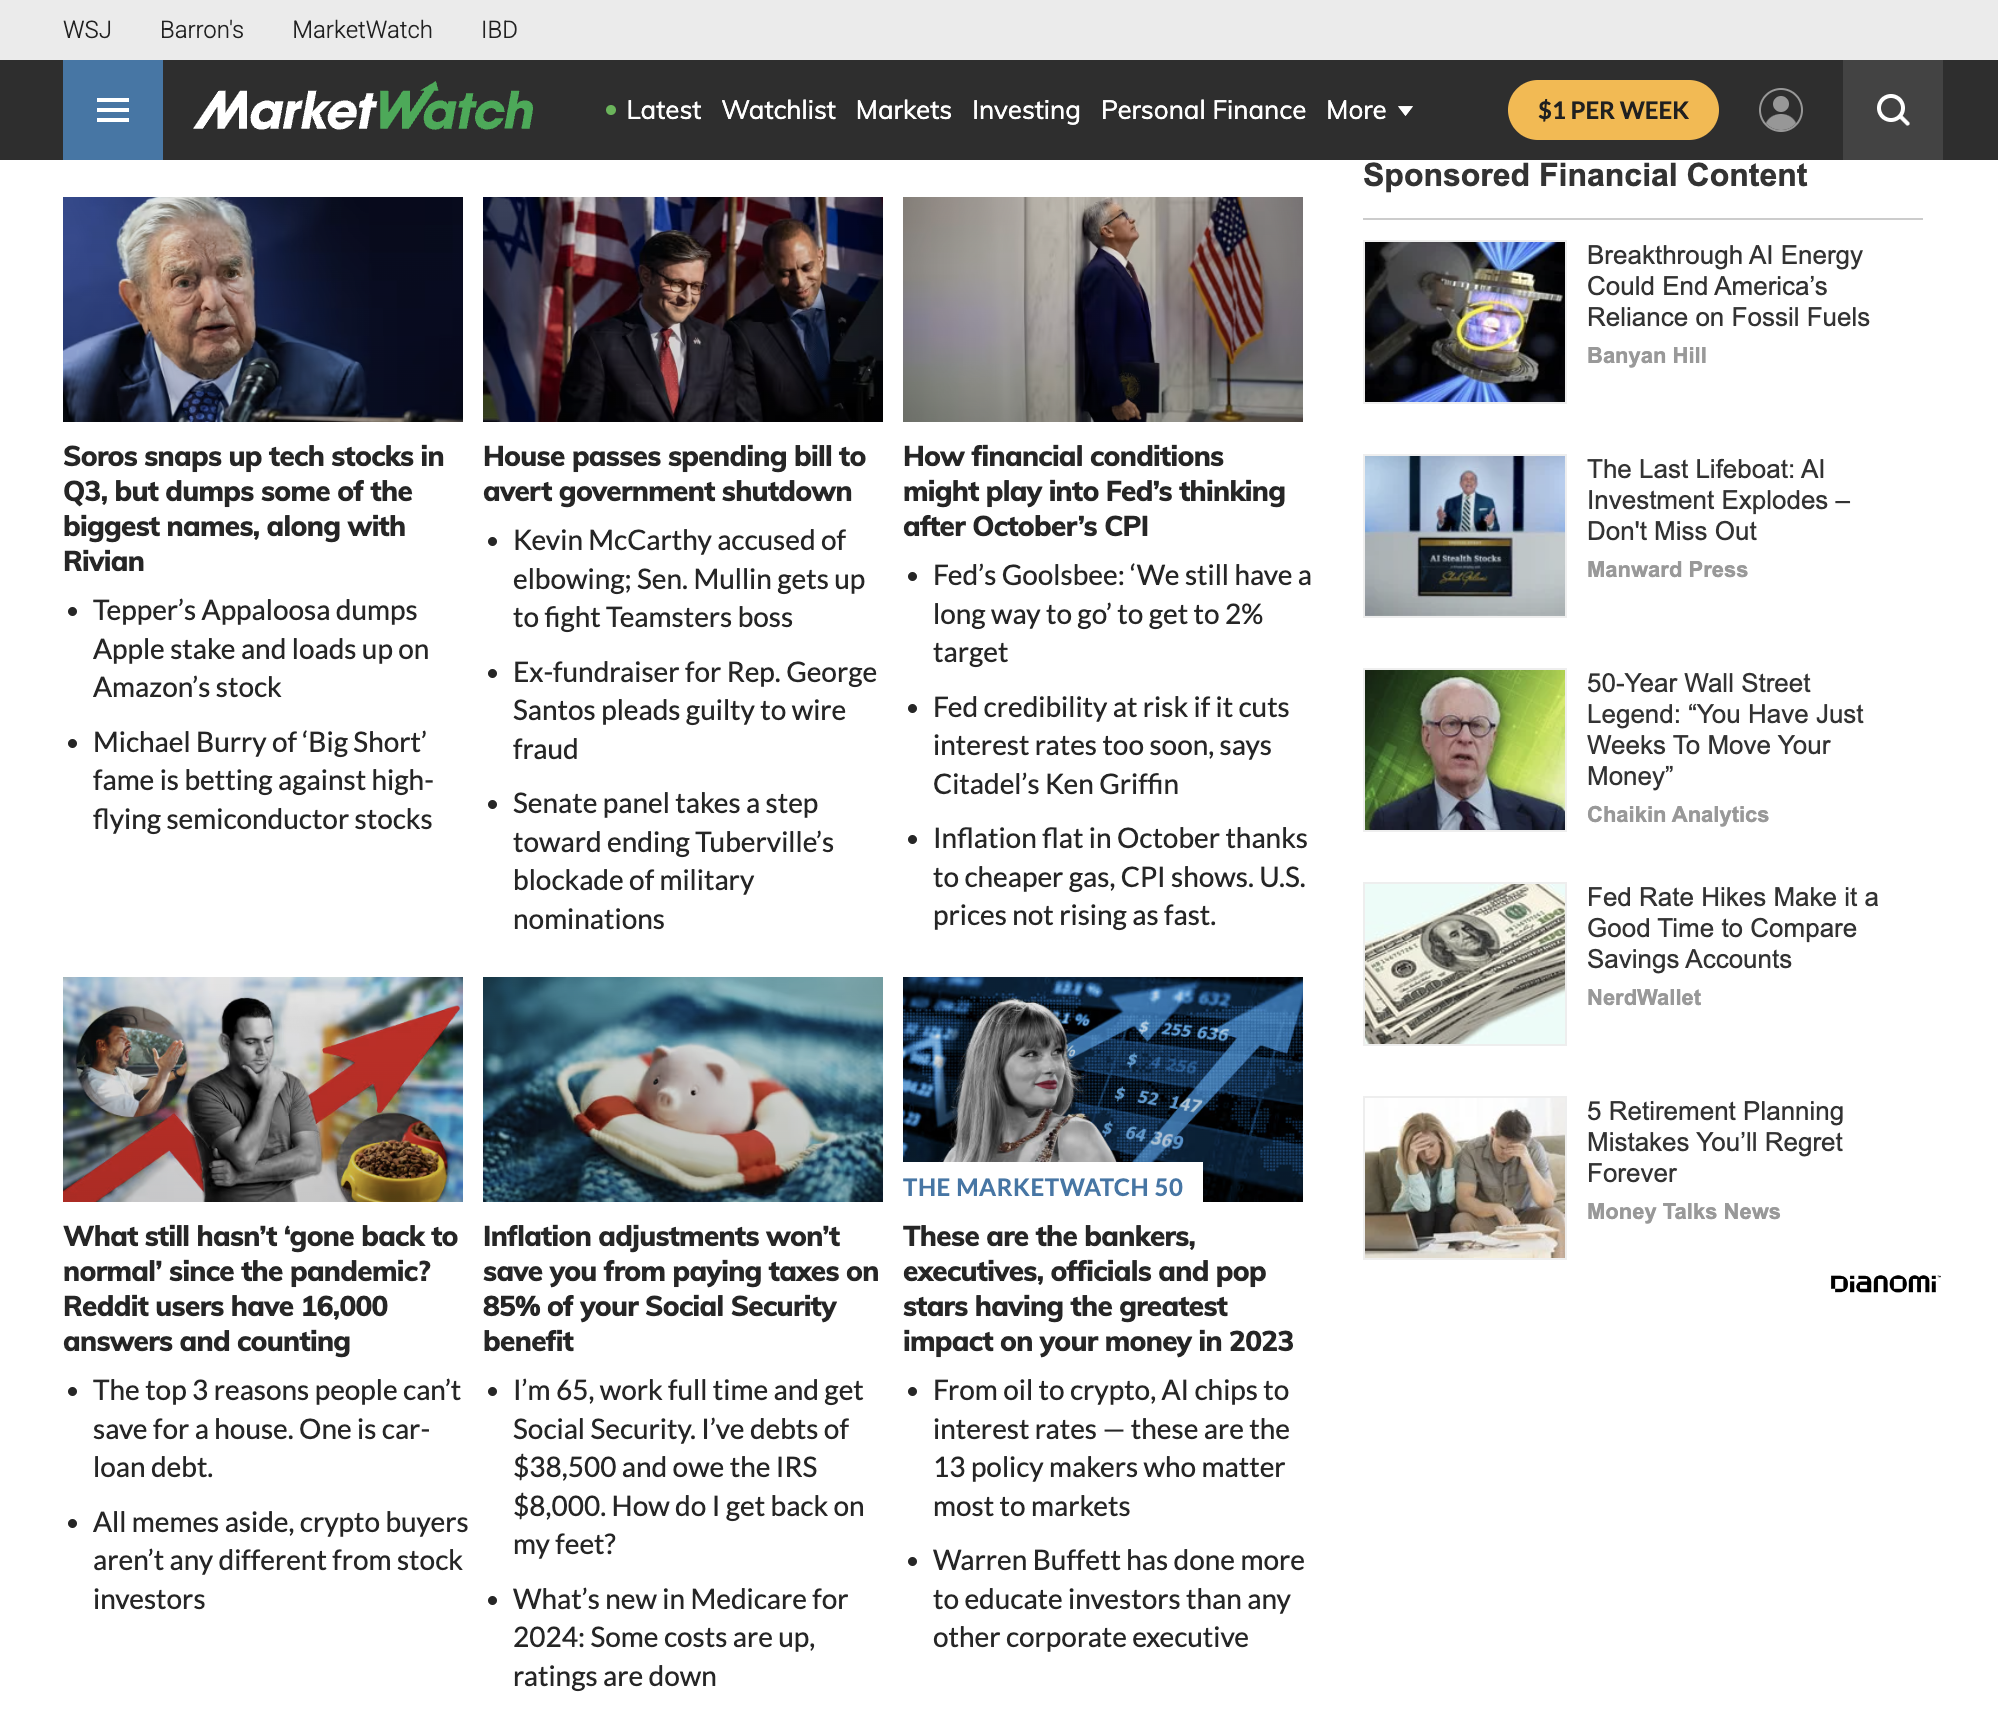 WSJ
Barron's
MarketWatch
IBD
MarketWatch
Latest
Watchlist
Markets
Investing
Personal Finance
More
$1 PER WEEK
Soros snaps up tech stocks in
Q3, but dumps some of the
biggest names, along with
Rivian
Tepper’s Appaloosa dumps
Apple stake and loads up on
Amazon’s stock
Michael Burry of ‘Big Short’
fame is betting against high-
flying semiconductor stocks
House passes spending bill to
avert government shutdown
Kevin McCarthy accused of
elbowing; Sen. Mullin gets up
to fight Teamsters boss
Ex-fundraiser for Rep. George
Santos pleads guilty to wire
fraud
Senate panel takes a step
toward ending Tuberville’s
blockade of military
nominations
How financial conditions
might play into Fed’s thinking
after October’s CPI
Fed’s Goolsbee: ‘We still have a
long way to go’ to get to 2%
target
Fed credibility at risk if it cuts
interest rates too soon, says
Citadel’s Ken Griffin
Inflation flat in October thanks
to cheaper gas, CPI shows. U.S.
prices not rising as fast.
What still hasn’t ‘gone back to
normal’ since the pandemic?
Reddit users have 16,000
answers and counting
The top 3 reasons people can’t
save for a house. One is car-
loan debt.
All memes aside, crypto buyers
aren’t any different from stock
investors
Inflation adjustments won’t
save you from paying taxes on
85% of your Social Security
benefit
I’m 65, work full time and get
Social Security. I’ve debts of
$38,500 and owe the IRS
$8,000. How do I get back on
my feet?
What’s new in Medicare for
2024: Some costs are up,
ratings are down
$ 45 632
$ 255 636
$ 4 256
$ 52 147
$ 64 369
THE MARKETWATCH 50
These are the bankers,
executives, officials and pop
stars having the greatest
impact on your money in 2023
From oil to crypto, AI chips to
interest rates — these are the
13 policy makers who matter
most to markets
Warren Buffett has done more
to educate investors than any
other corporate executive
Sponsored Financial Content
Breakthrough AI Energy
Could End America’s
Reliance on Fossil Fuels
Banyan Hill
AI Stealth Stocks
The Last Lifeboat: AI
Investment Explodes –
Don't Miss Out
Manward Press
50-Year Wall Street
Legend: “You Have Just
Weeks To Move Your
Money”
Chaikin Analytics
Fed Rate Hikes Make it a
Good Time to Compare
Savings Accounts
NerdWallet
5 Retirement Planning
Mistakes You’ll Regret
Forever
Money Talks News
DIANOMI